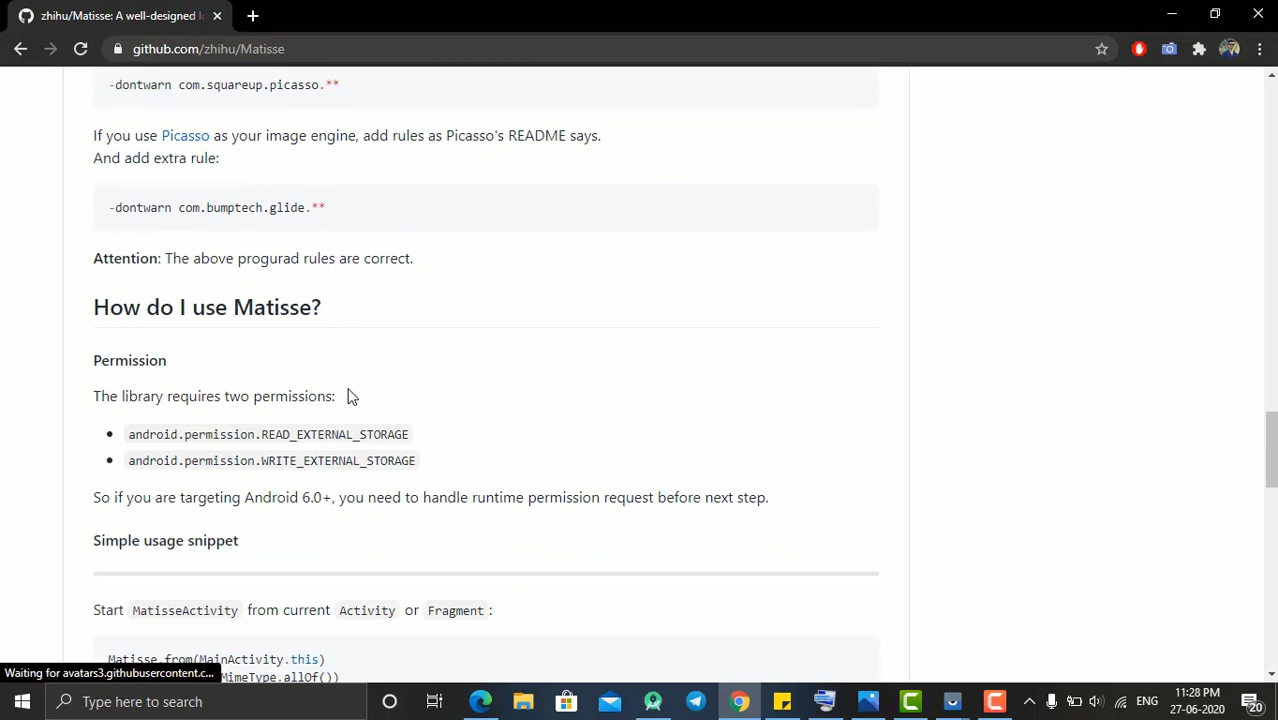 zhihu/Matisse: A well-designed l
github.com/zhihu/Matisse
-dontwarn com.squareup.picasso.**
If you use Picasso as your image engine, add rules as Picasso's README says.
And add extra rule:
-dontwarn com.bumptech.glide.**
Attention: The above progurad rules are correct.
How do I use Matisse?
Permission
The library requires two permissions:
android.permission.READ_EXTERNAL_STORAGE
android.permission.WRITE_EXTERNAL_STORAGE
So if you are targeting Android 6.0+, you need to handle runtime permission request before next step.
Simple usage snippet
Start MatisseActivity from current Activity or Fragment:
Matisse.from(MainActivity.this)
MimeType.allOf())
Waiting for avatars3.githubusercontent.c...
Type here to search
ENG
11:28 PM
27-06-2020
20